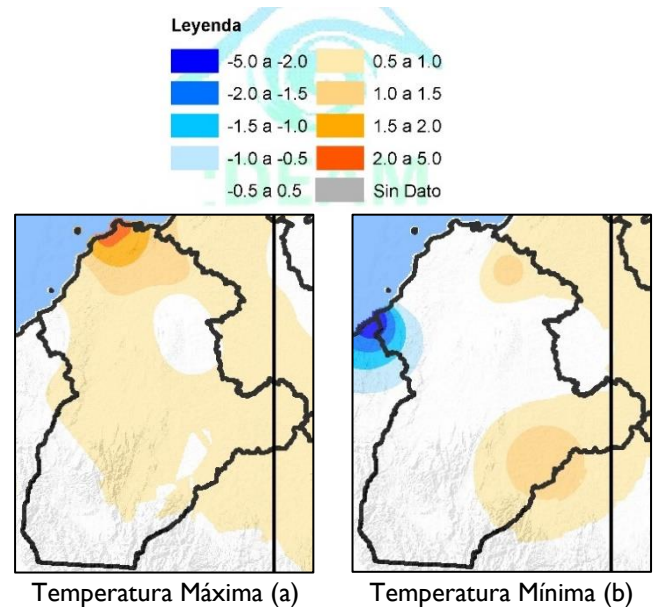 Leyenda
-5.0 a -2.0 0.5 a 1.0
-2.0 a -1.5 1.0 a 1.5
-1.5 a -1.0 1.5 a 2.0
-1.0 a -0.5 2.0 a 5.0
-0.5 a 0.5 Sin Dato
IDEAM
Temperatura Máxima (a) Temperatura Mínima (b)